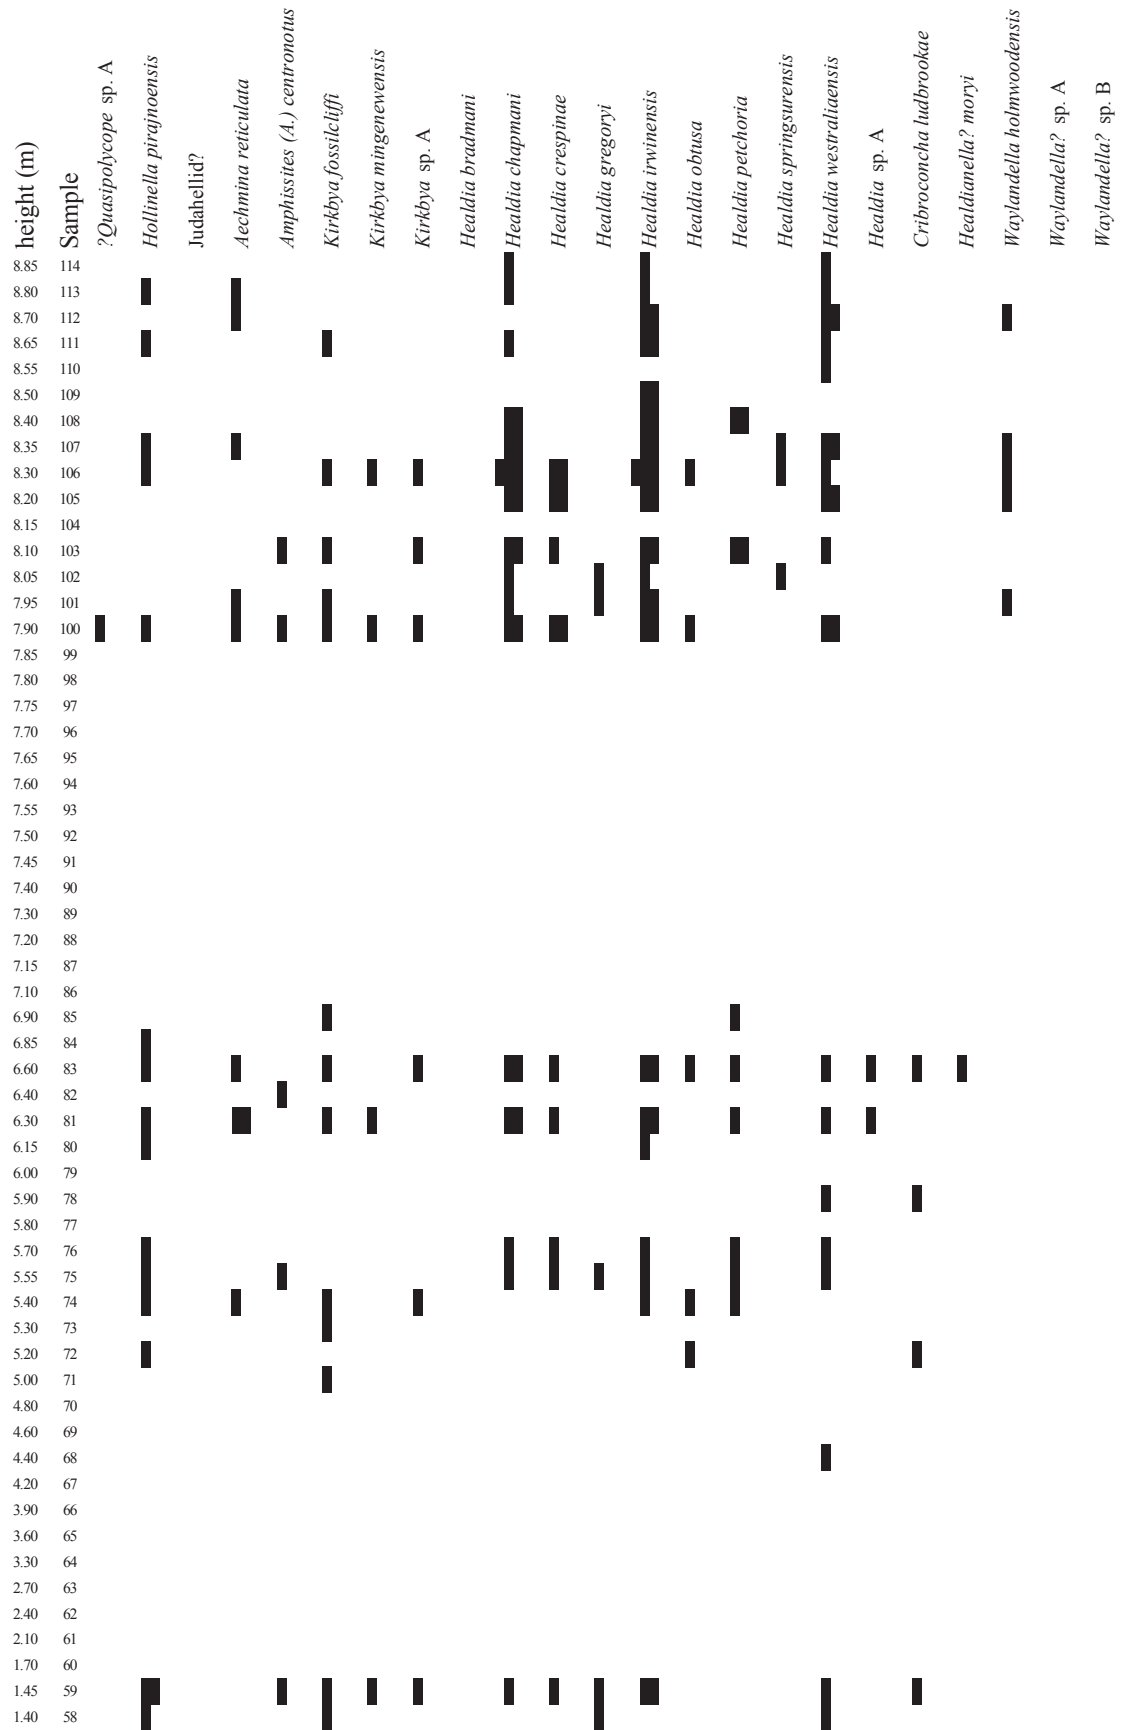 height (m)
Sample
?Quasipolycope sp. A
Hollinella pirajnoensis
Judahellid?
Aechmina reticulata
Amphissites (A.) centronotus
Kirkbya fossilcliffi
Kirkbya mingenewensis
Kirkbya sp. A
Healdia bradmani
Healdia chapmani
Healdia crespinae
Healdia gregoryi
Healdia irwinensis
Healdia obtusa
Healdia petchoria
Healdia springsurensis
Healdia westraliaensis
Healdia sp. A
Cribroconcha ludbrookae
Healdianella? moryi
Waylandella holmwoodensis
Waylandella? sp. A
Waylandella? sp. B
8.85 114
8.80 113
8.70 112
8.65 111
8.55 110
8.50 109
8.40 108
8.35 107
8.30 106
8.20 105
8.15 104
8.10 103
8.05 102
7.95 101
7.90 100
7.85 99
7.80 98
7.75 97
7.70 96
7.65 95
7.60 94
7.55 93
7.50 92
7.45 91
7.40 90
7.30 89
7.20 88
7.15 87
7.10 86
6.90 85
6.85 84
6.60 83
6.40 82
6.30 81
6.15 80
6.00 79
5.90 78
5.80 77
5.70 76
5.55 75
5.40 74
5.30 73
5.20 72
5.00 71
4.80 70
4.60 69
4.40 68
4.20 67
3.90 66
3.60 65
3.30 64
2.70 63
2.40 62
2.10 61
1.70 60
1.45 59
1.40 58